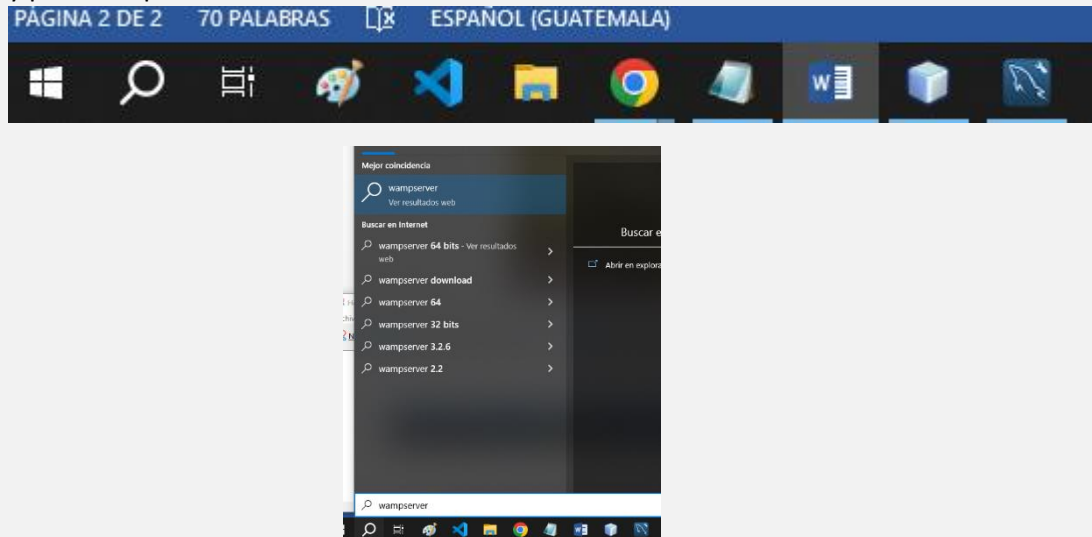 PÁGINA 2 DE 2 70 PALABRAS ESPAÑOL (GUATEMALA)
Mejor coincidencia
wampserver
Ver resultados web
Buscar en Internet
Buscar e
wampserver 64 bits - Ver resultados
web
Abrir en explora
wampserver download
wampserver 64
wampserver 32 bits
wampserver 3.2.6
wampserver 2.2
wampserver